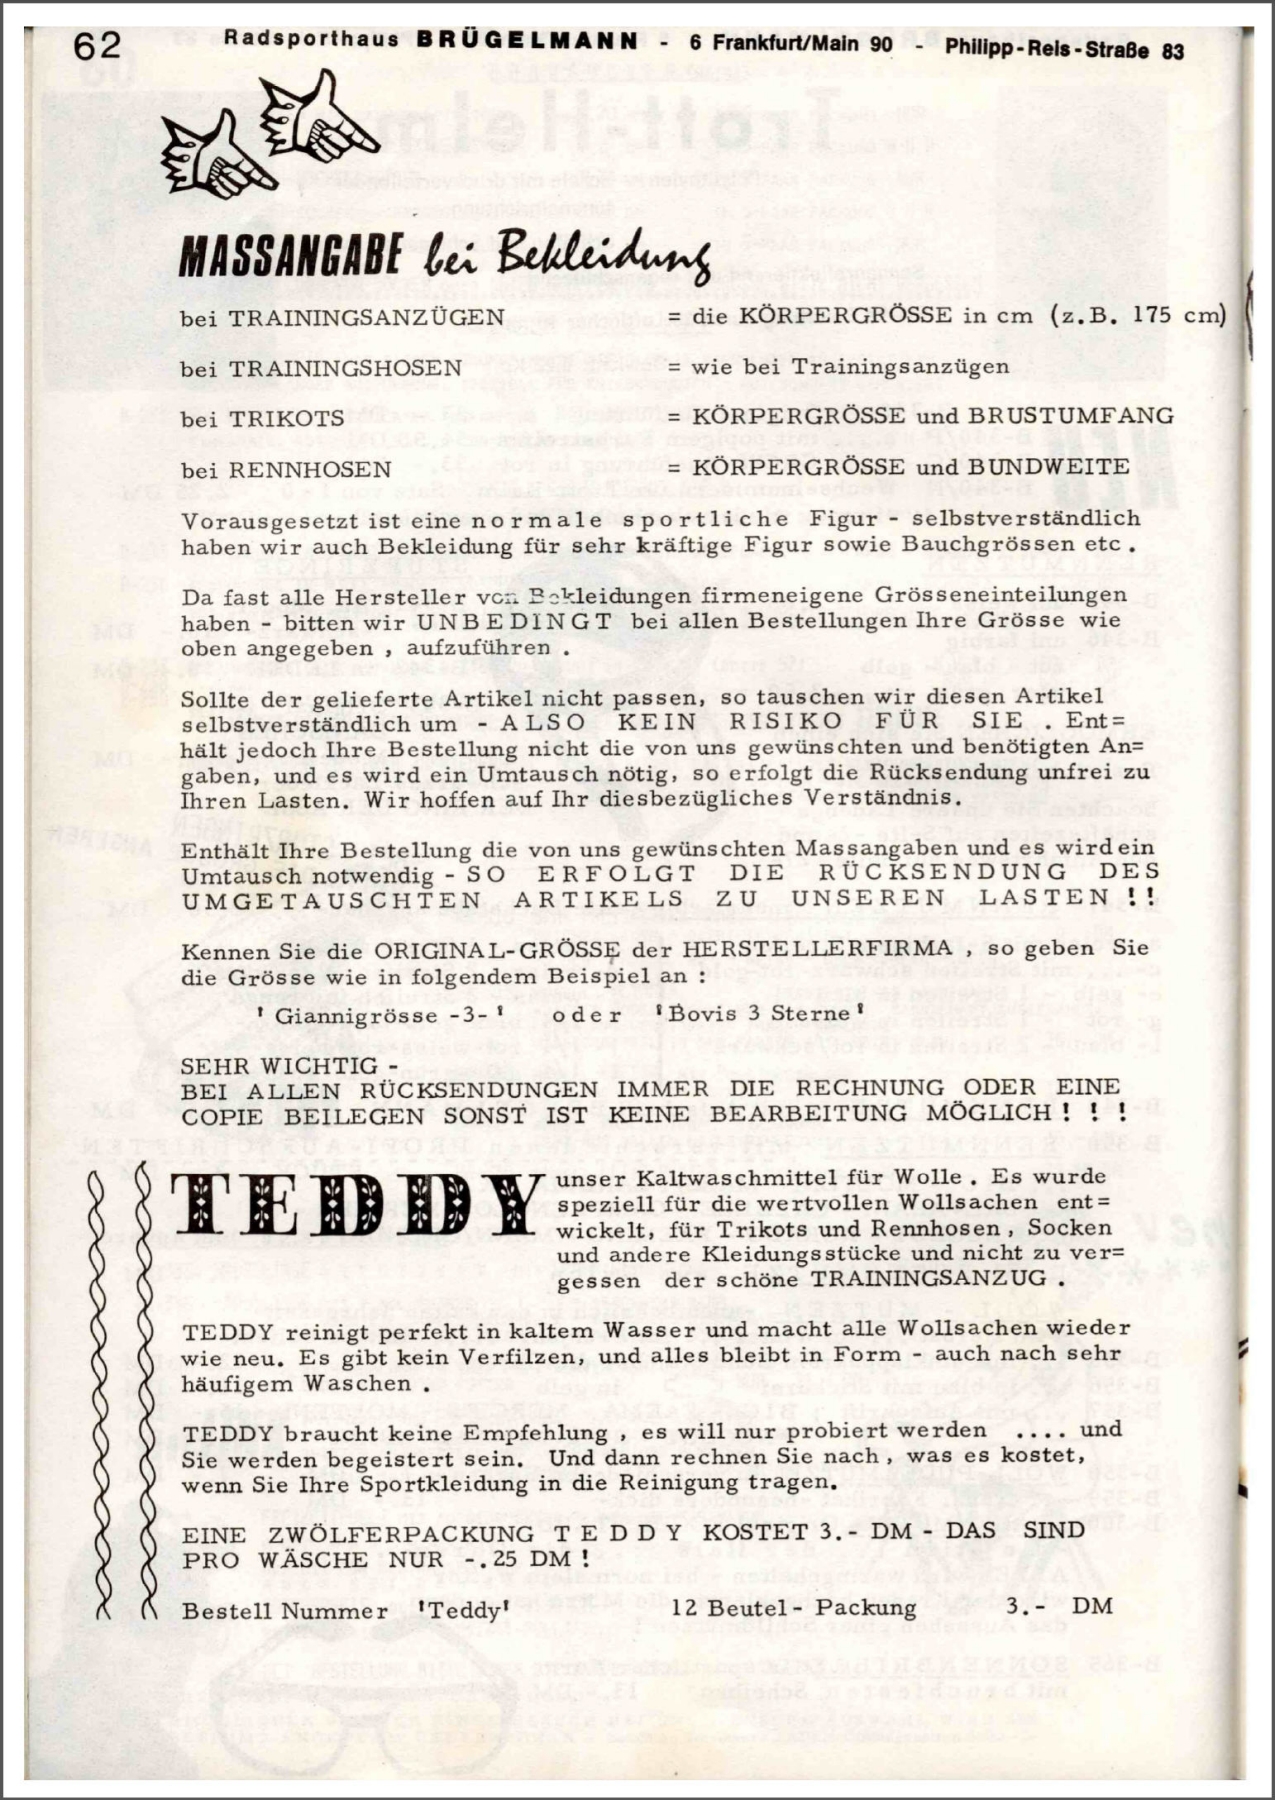 62
Radsporthaus BRÜGELMANN - 6 Frankfurt/Main 90 - Philipp-Reis-Straße 83
MASSANGABE bei Bekleidung
bei TRAININGSANZÜGEN = die KÖRPERGRÖSSE in cm (z.B. 175 cm)
bei TRAININGSHOSEN = wie bei Trainingsanzügen
bei TRIKOTS = KÖRPERGRÖSSE und BRUSTUMFANG
bei RENNHOSEN = KÖRPERGRÖSSE und BUNDWEITE
Vorausgesetzt ist eine normale sportliche Figur - selbstverständlich
haben wir auch Bekleidung für sehr kräftige Figur sowie Bauchgrössen etc .
Da fast alle Hersteller von Bekleidungen firmeneigene Grösseneinteilungen
haben - bitten wir UNBEDINGT bei allen Bestellungen Ihre Grösse wie
oben angegeben , aufzuführen .
Sollte der gelieferte Artikel nicht passen, so tauschen wir diesen Artikel
selbstverständlich um - ALSO KEIN RISIKO FÜR SIE . Ent=
hält jedoch Ihre Bestellung nicht die von uns gewünschten und benötigten An=
gaben, und es wird ein Umtausch nötig, so erfolgt die Rücksendung unfrei zu
Ihren Lasten. Wir hoffen auf Ihr diesbezügliches Verständnis.
Enthält Ihre Bestellung die von uns gewünschten Massangaben und es wird ein
Umtausch notwendig - SO ERFOLGT DIE RÜCKSENDUNG DES
UMGETAUSCHTEN ARTIKELS ZU UNSEREN LASTEN !!
Kennen Sie die ORIGINAL-GRÖSSE der HERSTELLERFIRMA , so geben Sie
die Grösse wie in folgendem Beispiel an :
' Giannigrösse -3- ' oder 'Bovis 3 Sterne'
SEHR WICHTIG -
BEI ALLEN RÜCKSENDUNGEN IMMER DIE RECHNUNG ODER EINE
COPIE BEILEGEN SONST IST KEINE BEARBEITUNG MÖGLICH ! ! !
TEDDY unser Kaltwaschmittel für Wolle . Es wurde
speziell für die wertvollen Wollsachen ent=
wickelt, für Trikots und Rennhosen , Socken
und andere Kleidungsstücke und nicht zu ver=
gessen der schöne TRAININGSANZUG .
TEDDY reinigt perfekt in kaltem Wasser und macht alle Wollsachen wieder
wie neu. Es gibt kein Verfilzen, und alles bleibt in Form - auch nach sehr
häufigem Waschen .
TEDDY braucht keine Empfehlung , es will nur probiert werden .... und
Sie werden begeistert sein. Und dann rechnen Sie nach , was es kostet,
wenn Sie Ihre Sportkleidung in die Reinigung tragen.
EINE ZWÖLFERPACKUNG TEDDY KOSTET 3.- DM - DAS SIND
PRO WÄSCHE NUR -.25 DM !
Bestell Nummer 'Teddy' 12 Beutel - Packung 3.- DM